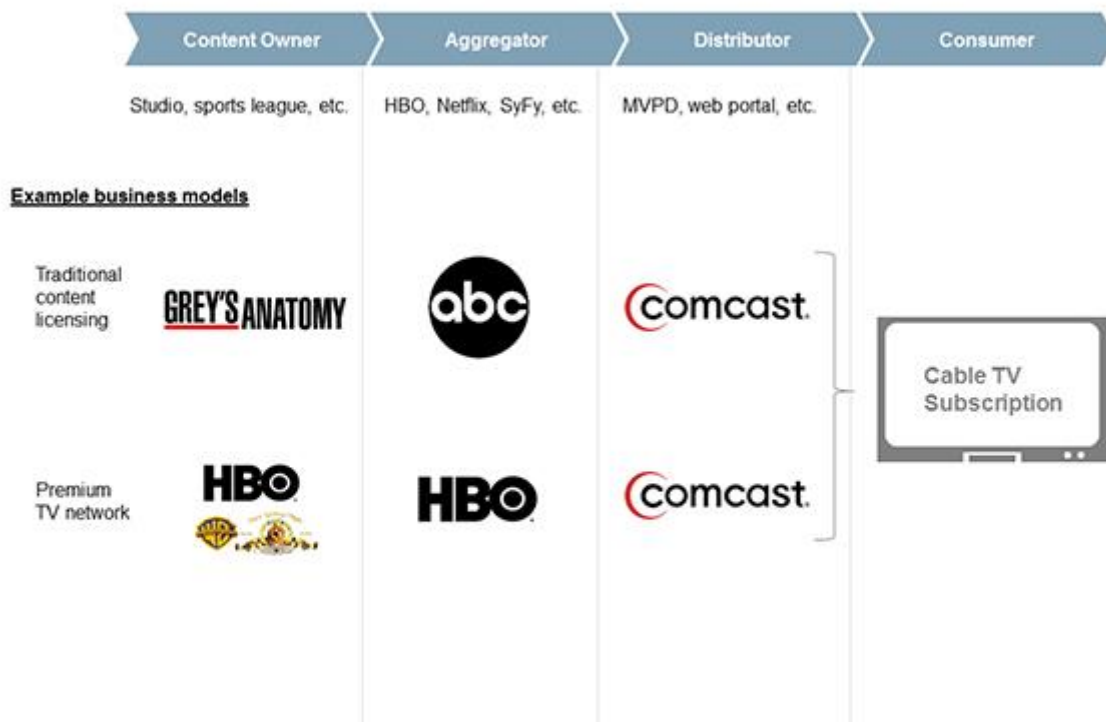 Content Owner
Aggregator
Distributor
Consumer
Studio, sports league, etc.
HBO, Netflix, SyFy, etc.
MVPD, web portal, etc.
Example business models
Traditional
content
licensing
GREY'S ANATOMY
abc
comcast.
Cable TV
Subscription
Premium
TV network
HBO
WB
HBO
comcast.